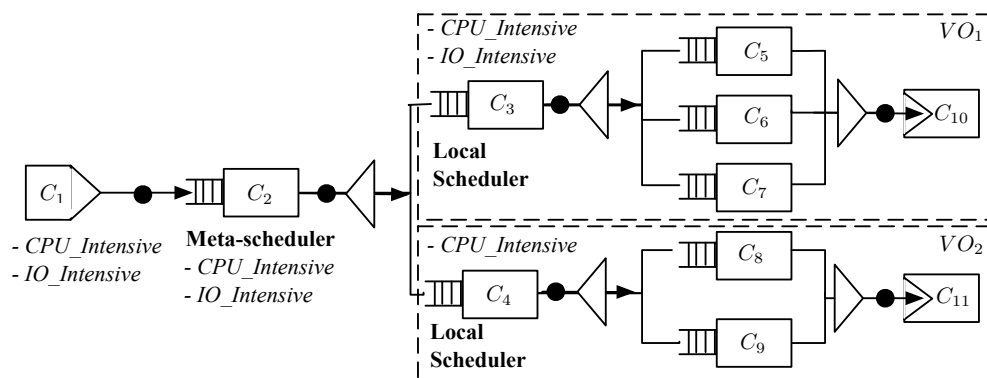 - CPU_Intensive
- IO_Intensive
VO₁
C₅
C₃
C₆
C₁₀
Local
Scheduler
C₇
C₁
C₂
- CPU_Intensive
- IO_Intensive
Meta-scheduler
- CPU_Intensive
- IO_Intensive
- CPU_Intensive
VO₂
C₈
C₄
C₁₁
Local
Scheduler
C₉